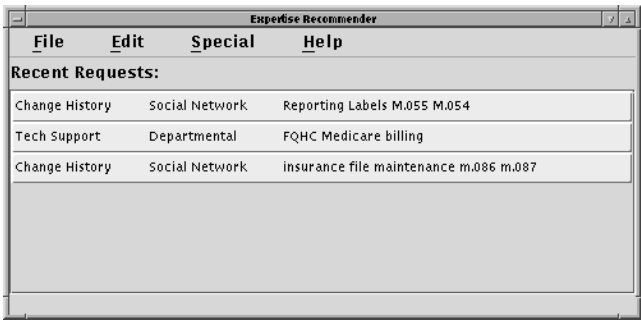 Expertise Recommender
File Edit Special Help
Recent Requests:
Change History Social Network Reporting Labels M.055 M.054
Tech Support Departmental FQHC Medicare billing
Change History Social Network insurance file maintenance m.086 m.087